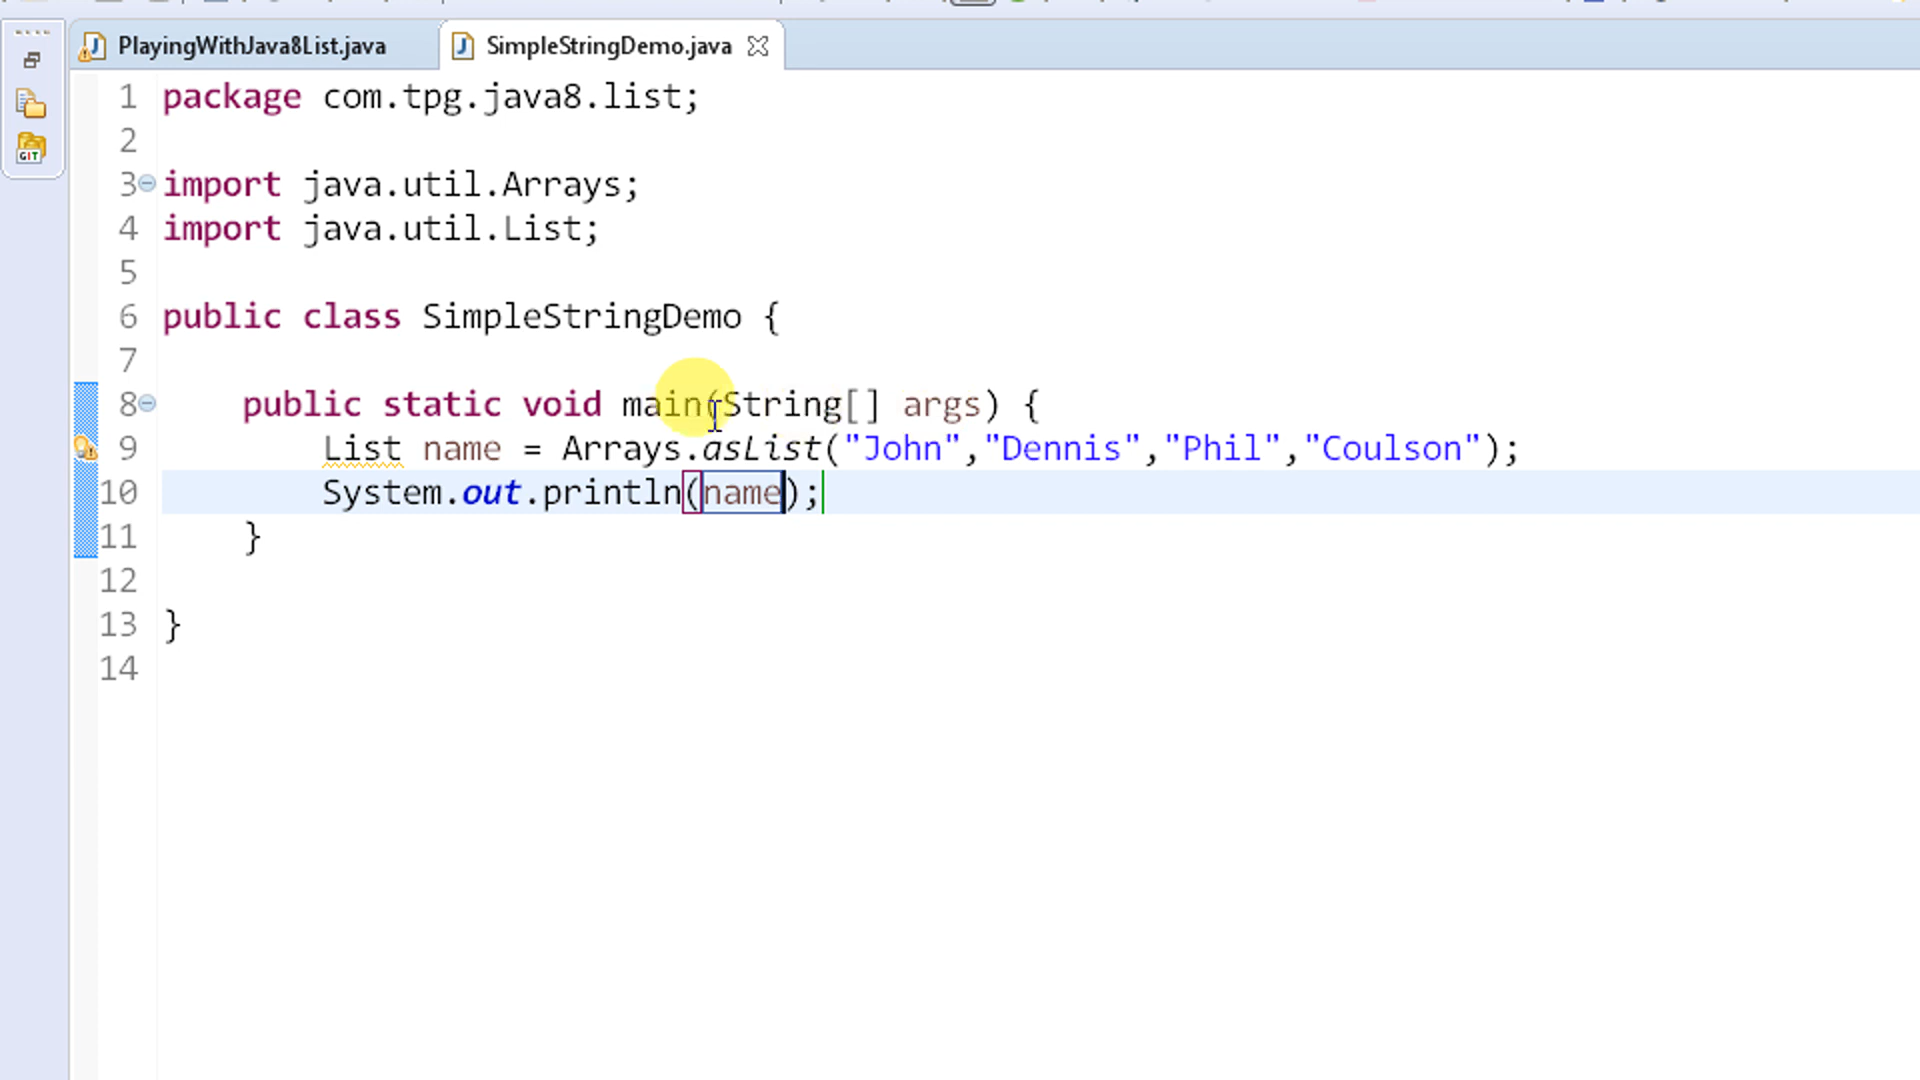 PlayingWithJava8List.java SimpleStringDemo.java
1 package com.tpg.java8.list;
2
3 import java.util.Arrays;
4 import java.util.List;
5
6 public class SimpleStringDemo {
7
8     public static void main(String[] args) {
9         List name = Arrays.asList("John","Dennis","Phil","Coulson");
10         System.out.println(name);
11     }
12
13 }
14
GIT